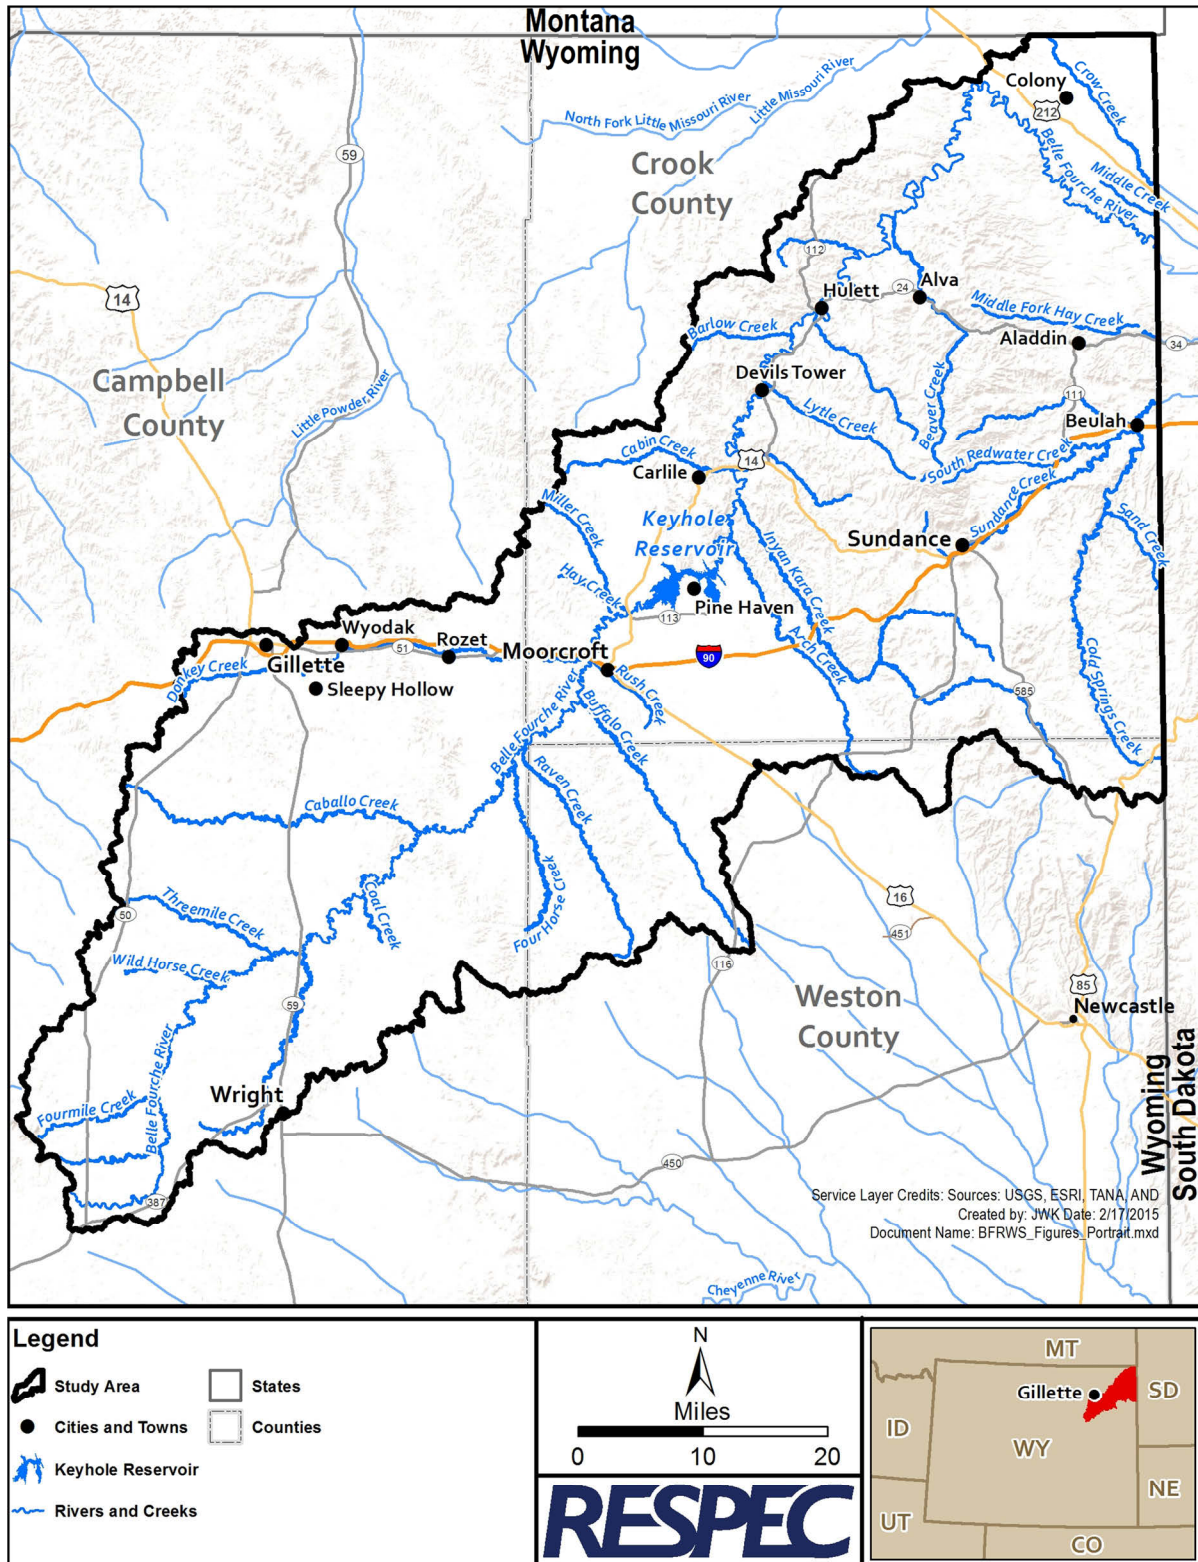 Montana
Wyoming
Colony
Crow Creek
212
Little Missouri River
North Fork Little Missouri River
59
Belle Fourche River
Middle Creek
Crook
County
112
14
Hulett
24
Alva
Middle Fork Hay Creek
Barlow Creek
Aladdin
34
Campbell
County
Little Powder River
Devils Tower
Beaver Creek
111
Lytle Creek
Beulah
Cabin Creek
14
South Redwater Creek
Carlile
Miller Creek
Sundance Creek
Keyhole
Reservoir
Sand Creek
Sundance
Inyan Kara Creek
Hay Creek
Pine Haven
113
Wyodak
Rozet
51
Moorcroft
Arch Creek
Gillette
90
Donkey Creek
Rush Creek
Cold Springs Creek
Sleepy Hollow
585
Belle Fourche River
Buffalo Creek
Raven Creek
Caballo Creek
Coal Creek
Four Horse Creek
16
Threemile Creek
50
451
Wild Horse Creek
116
85
59
Weston
County
Newcastle
Belle Fourche River
Wright
Fourmile Creek
Wyoming
South Dakota
450
387
Service Layer Credits: Sources: USGS, ESRI, TANA, AND
Created by: JWK Date: 2/17/2015
Document Name: BFRWS_Figures_Portrait.mxd
Cheyenne River
Legend
Study Area
States
Cities and Towns
Counties
Keyhole Reservoir
Rivers and Creeks
N
Miles
0 10 20
RESPEC
MT
Gillette
SD
ID
WY
NE
UT
CO